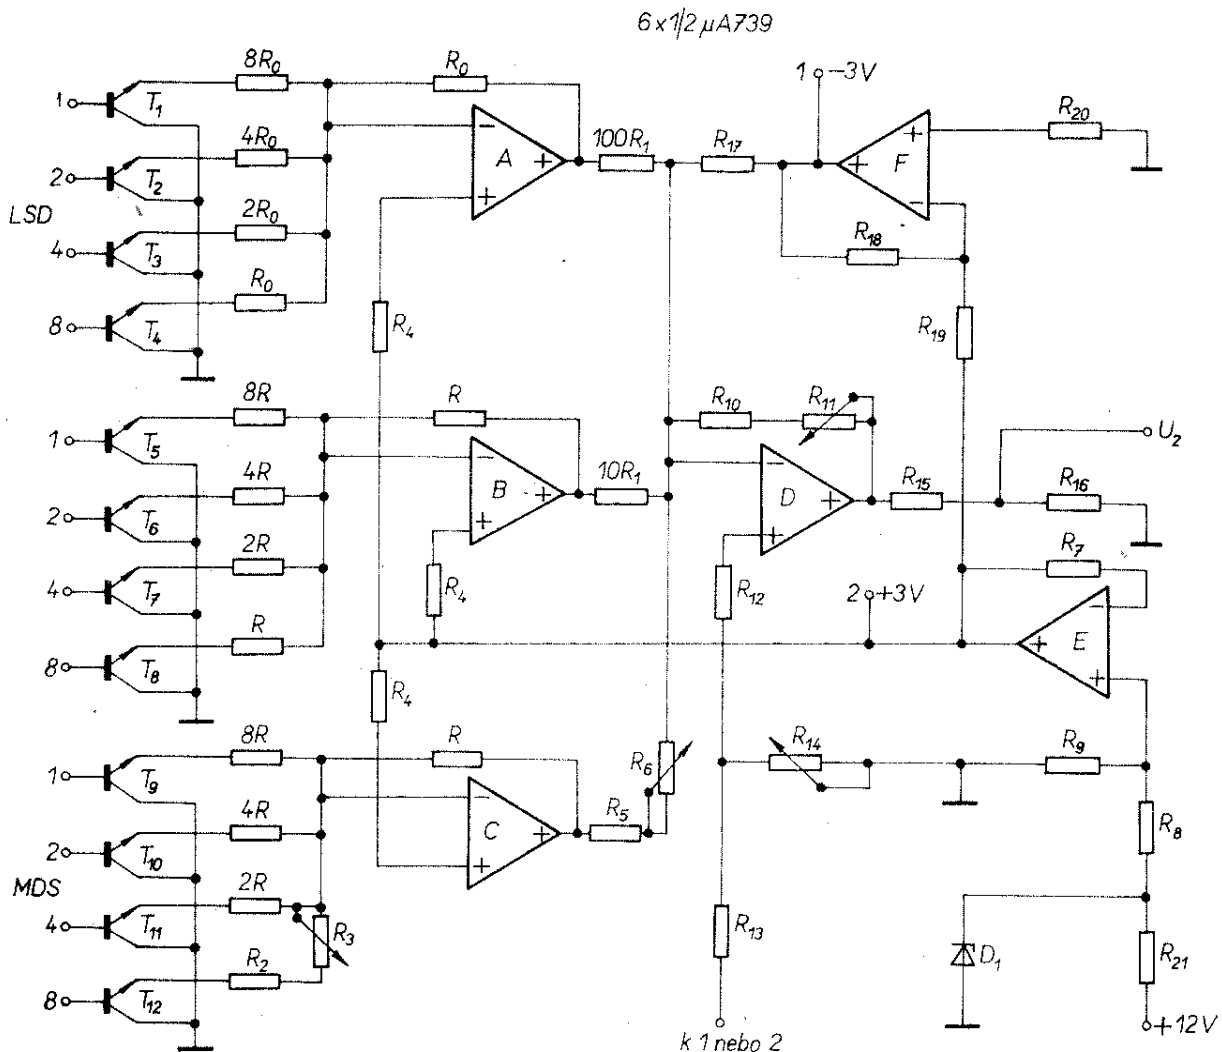 6x1/2 μA739
8R₀
R₀
1 -3V
1 T₁
R₂₀
4R₀
A
100R₁
R₁₇
F
2 T₂
LSD
2R₀
R₁₈
4 T₃
R₀
8 T₄
R₄
R₁₉
8R
R
R₁₀
R₁₁
1 T₅
U₂
4R
B
10R₁
D
R₁₅
R₁₆
2 T₆
2R
R₇
4 T₇
R₄
R₁₂
2 +3V
R
E
8 T₈
R₄
8R
R
R₆
R₁₄
R₉
1 T₉
4R
C
R₅
R₈
2 T₁₀
MDS
2R
4 T₁₁
R₃
R₁₃
R₂
D₁
R₂₁
8 T₁₂
+12V
k 1 nebo 2